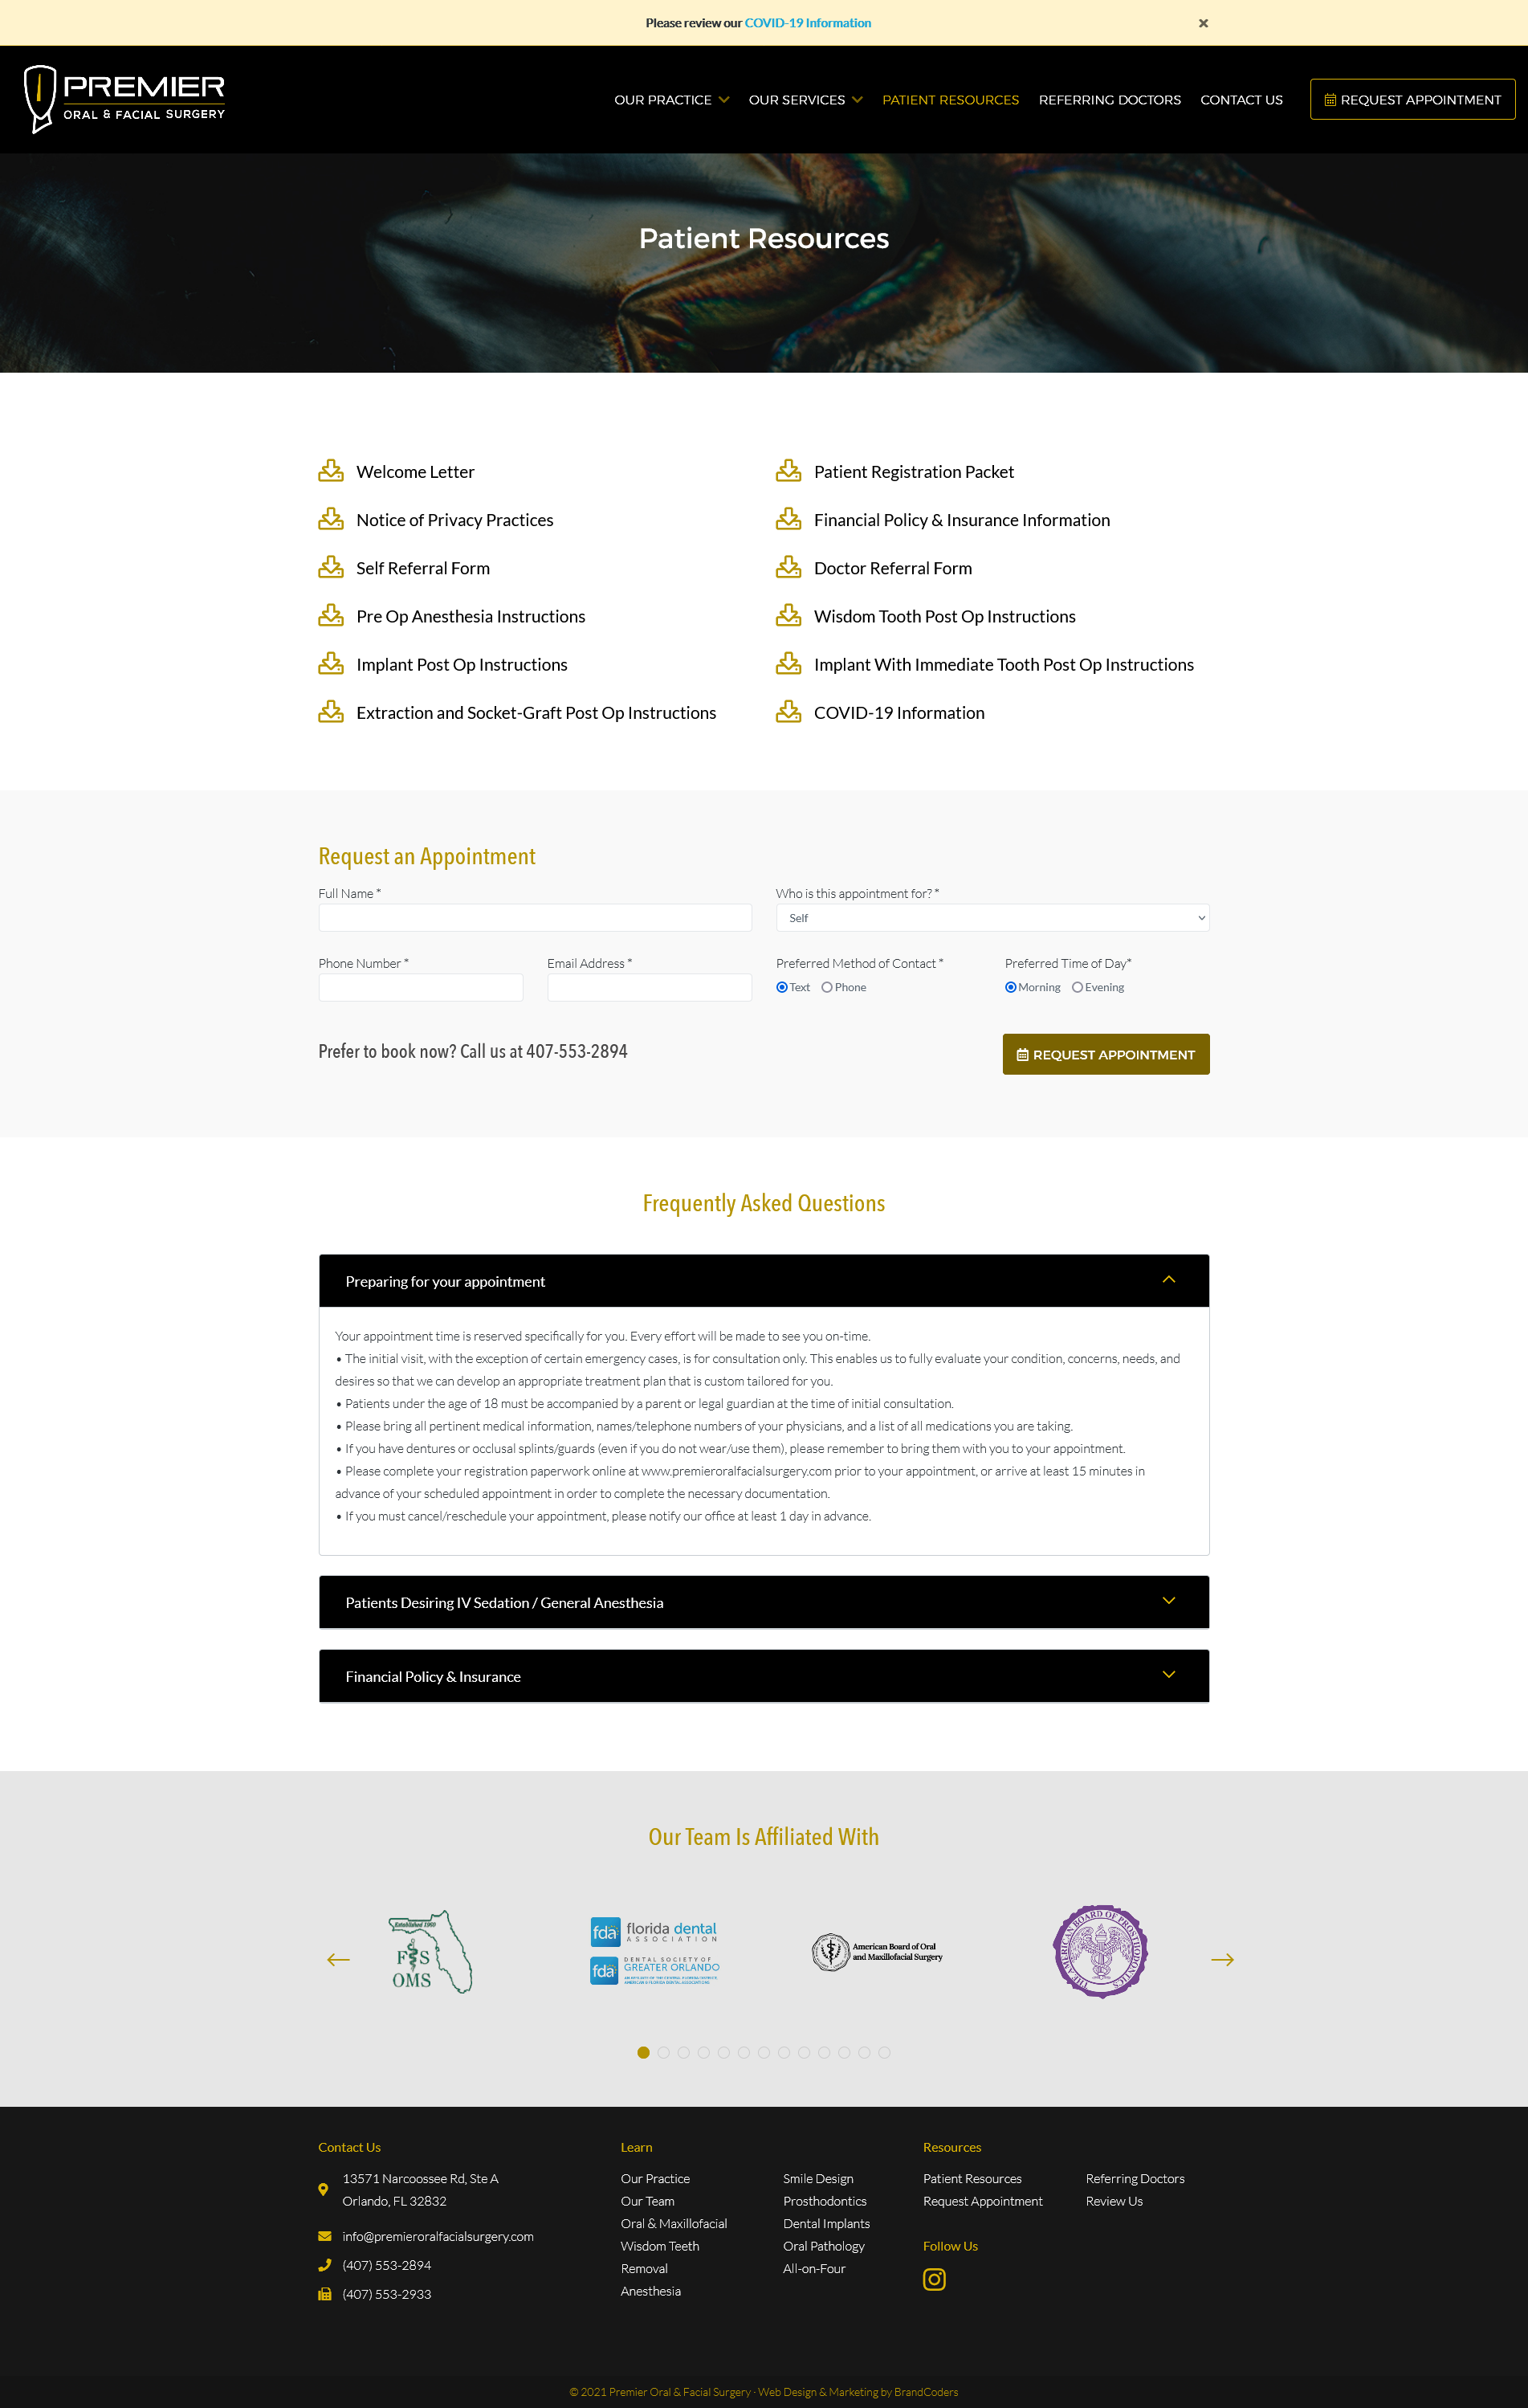 Please review our COVID-19 Information
PREMIER
ORAL & FACIAL SURGERY
OUR PRACTICE
OUR SERVICES
PATIENT RESOURCES
REFERRING DOCTORS
CONTACT US
REQUEST APPOINTMENT
Patient Resources
Welcome Letter
Patient Registration Packet
Notice of Privacy Practices
Financial Policy & Insurance Information
Self Referral Form
Doctor Referral Form
Pre Op Anesthesia Instructions
Wisdom Tooth Post Op Instructions
Implant Post Op Instructions
Implant With Immediate Tooth Post Op Instructions
Extraction and Socket-Graft Post Op Instructions
COVID-19 Information
Request an Appointment
Full Name *
Who is this appointment for? *
Self
Phone Number *
Email Address *
Preferred Method of Contact *
Text
Phone
Preferred Time of Day*
Morning
Evening
Prefer to book now? Call us at 407-553-2894
REQUEST APPOINTMENT
Frequently Asked Questions
Preparing for your appointment
Your appointment time is reserved specifically for you. Every effort will be made to see you on-time.
• The initial visit, with the exception of certain emergency cases, is for consultation only. This enables us to fully evaluate your condition, concerns, needs, and
desires so that we can develop an appropriate treatment plan that is custom tailored for you.
• Patients under the age of 18 must be accompanied by a parent or legal guardian at the time of initial consultation.
• Please bring all pertinent medical information, names/telephone numbers of your physicians, and a list of all medications you are taking.
• If you have dentures or occlusal splints/guards (even if you do not wear/use them), please remember to bring them with you to your appointment.
• Please complete your registration paperwork online at www.premieroralfacialsurgery.com prior to your appointment, or arrive at least 15 minutes in
advance of your scheduled appointment in order to complete the necessary documentation.
• If you must cancel/reschedule your appointment, please notify our office at least 1 day in advance.
Patients Desiring IV Sedation / General Anesthesia
Financial Policy & Insurance
Our Team Is Affiliated With
Established 1969
FS
OMS
fda florida dental
ASSOCIATION
fda DENTAL SOCIETY OF
GREATER ORLANDO
American Board of Oral
and Maxillofacial Surgery
THE AMERICAN BOARD OF PROSTHODONTICS
Contact Us
13571 Narcoossee Rd, Ste A
Orlando, FL 32832
info@premieroralfacialsurgery.com
(407) 553-2894
(407) 553-2933
Learn
Our Practice
Our Team
Oral & Maxillofacial
Wisdom Teeth
Removal
Anesthesia
Smile Design
Prosthodontics
Dental Implants
Oral Pathology
All-on-Four
Resources
Patient Resources
Request Appointment
Referring Doctors
Review Us
Follow Us
© 2021 Premier Oral & Facial Surgery · Web Design & Marketing by BrandCoders